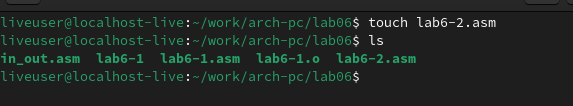 liveuser@localhost-live:~/work/arch-pc/lab06$ touch lab6-2.asm
liveuser@localhost-live:~/work/arch-pc/lab06$ ls
in_out.asm  lab6-1  lab6-1.asm  lab6-1.o  lab6-2.asm
liveuser@localhost-live:~/work/arch-pc/lab06$